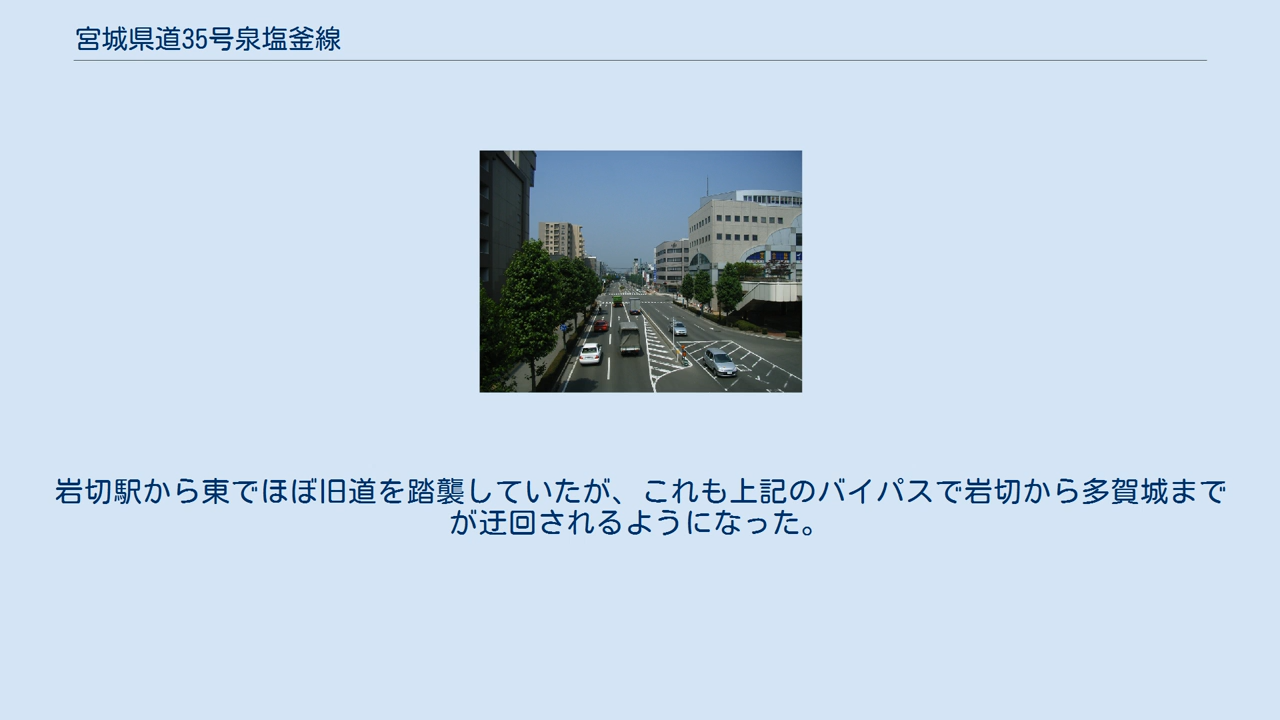 宮城県道35号泉塩釜線
岩切駅から東でほぼ旧道を踏襲していたが、これも上記のバイパスで岩切から多賀城まで
が迂回されるようになった。